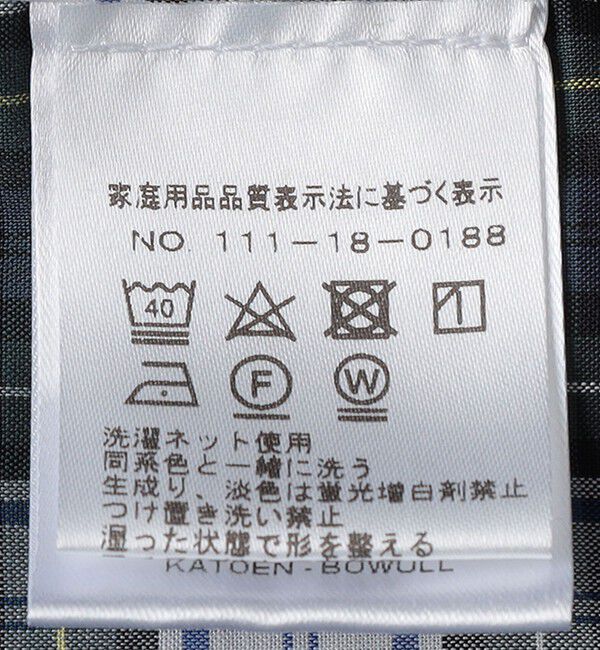 家庭用品品質表示法に基づく表示
NO. 111-18-0188
40
F W
洗濯ネット使用
同系色と一緒に洗う
生成り、淡色は蛍光増白剤禁止
つけ置き洗い禁止
湿った状態で形を整える
KATOEN-BOWULL